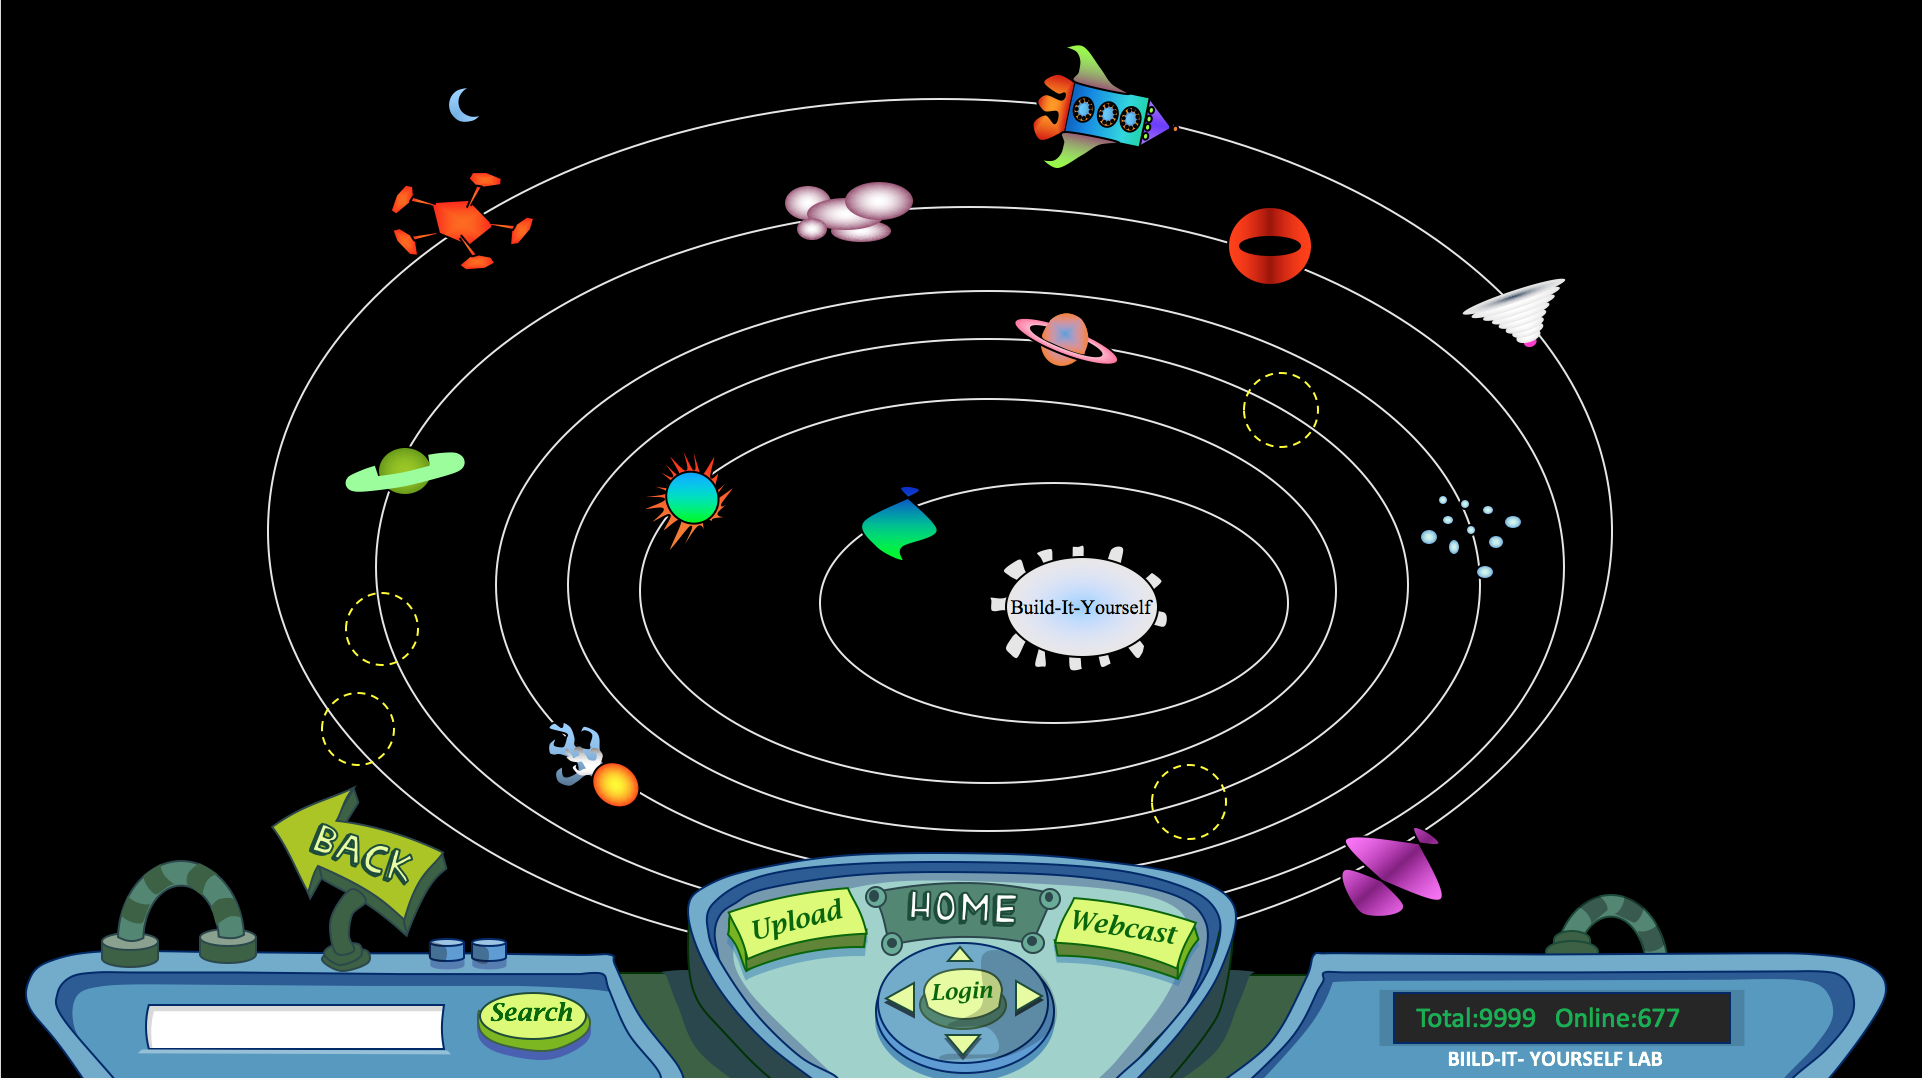 Build-It-Yourself
BACK
Upload
HOME
Webcast
Login
Search
Total:9999 Online:677
BIILD-IT- YOURSELF LAB